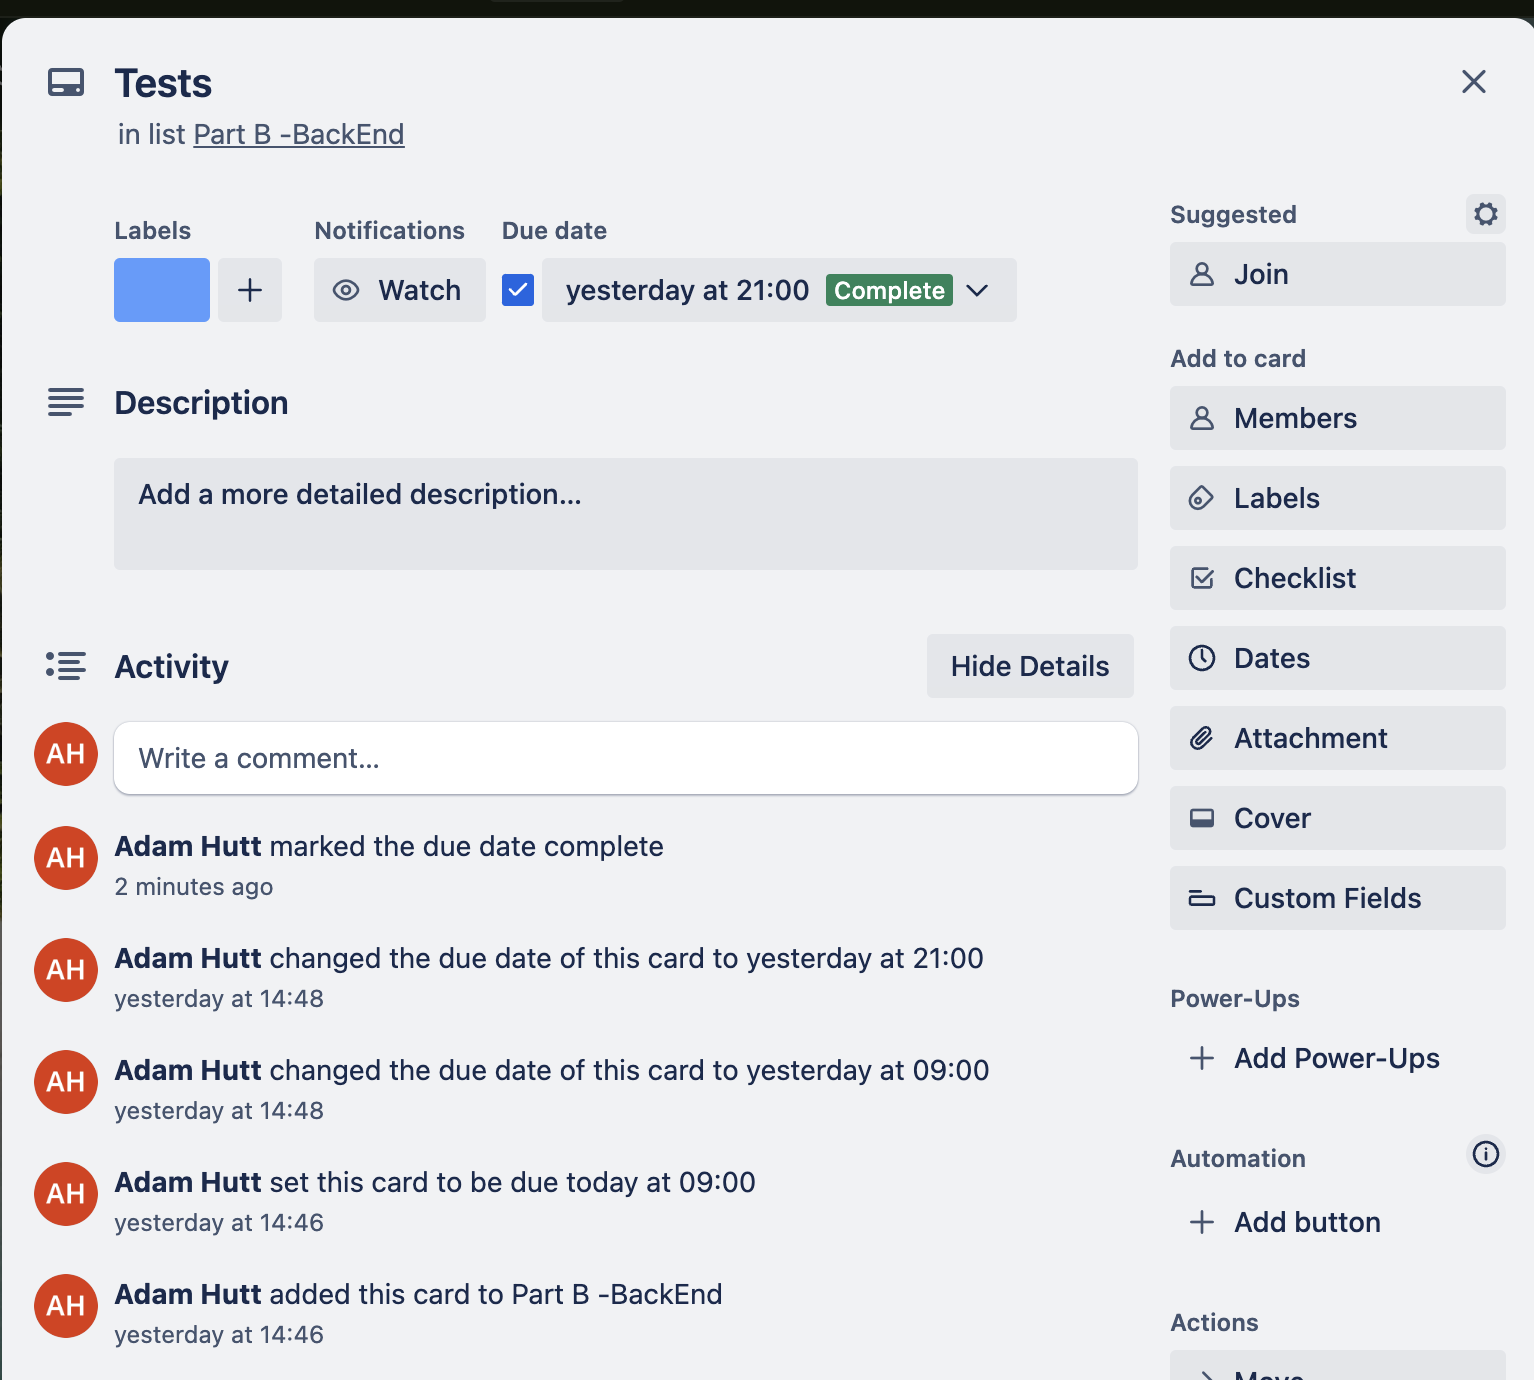 Tests
in list Part B -BackEnd
Labels
Notifications
Due date
Watch
yesterday at 21:00 Complete
Description
Add a more detailed description...
Activity
Hide Details
AH
Write a comment...
AH
Adam Hutt marked the due date complete
2 minutes ago
AH
Adam Hutt changed the due date of this card to yesterday at 21:00
yesterday at 14:48
AH
Adam Hutt changed the due date of this card to yesterday at 09:00
yesterday at 14:48
AH
Adam Hutt set this card to be due today at 09:00
yesterday at 14:46
AH
Adam Hutt added this card to Part B -BackEnd
yesterday at 14:46
Suggested
Join
Add to card
Members
Labels
Checklist
Dates
Attachment
Cover
Custom Fields
Power-Ups
Add Power-Ups
Automation
Add button
Actions
Move